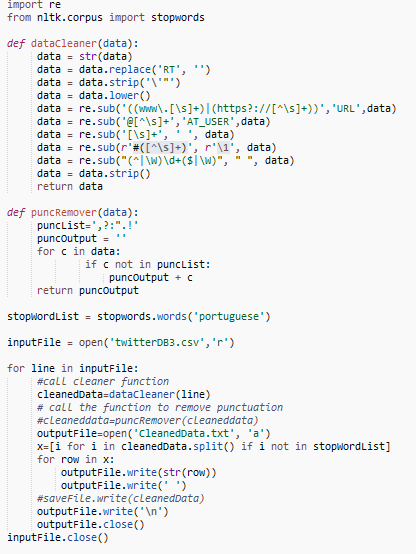 import re
from nltk.corpus import stopwords
def dataCleaner(data):
data = str(data)
data = data.replace('RT', '')
data = data.strip('\'"')
data = data.lower()
data = re.sub('((www\.[\s]+)|(https?://[^\s]+))','URL',data)
data = re.sub('@[^\s]+','AT_USER',data)
data = re.sub('[\s]+', ' ', data)
data = re.sub(r'#([^\s]+)', r'\1', data)
data = re.sub("(^|\W)\d+($|\W)", " ", data)
data = data.strip()
return data
def puncRemover(data):
puncList=',?:".!'
puncOutput = ''
for c in data:
if c not in puncList:
puncOutput + c
return puncOutput
stopWordList = stopwords.words('portuguese')
inputFile = open('twitterDB3.csv','r')
for line in inputFile:
#call cleaner function
cleanedData=dataCleaner(line)
# call the function to remove punctuation
#cleaneddata=puncRemover(cleaneddata)
outputFile=open('CleanedData.txt', 'a')
x=[i for i in cleanedData.split() if i not in stopWordList]
for row in x:
outputFile.write(str(row))
outputFile.write(' ')
#saveFile.write(cleanedData)
outputFile.write('\n')
outputFile.close()
inputFile.close()